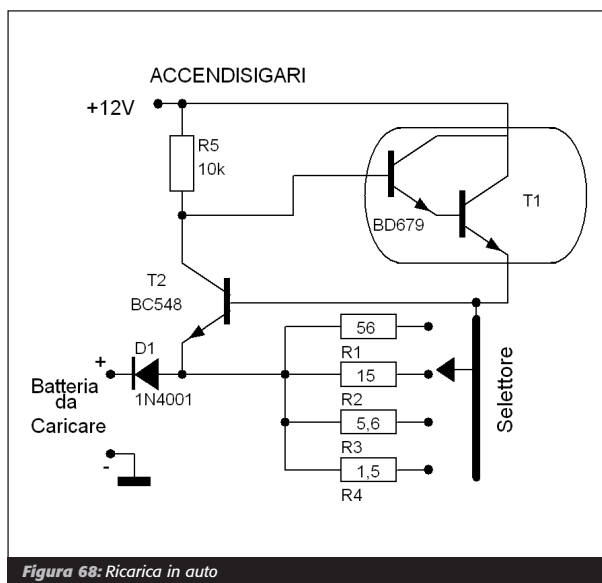 ACCENDISIGARI
+12V
R5
10k
T1
BD679
T2
BC548
D1
1N4001
+
Batteria
da
Caricare
-
56
R1
15
R2
5,6
R3
1,5
R4
Selettore
Figura 68: Ricarica in auto